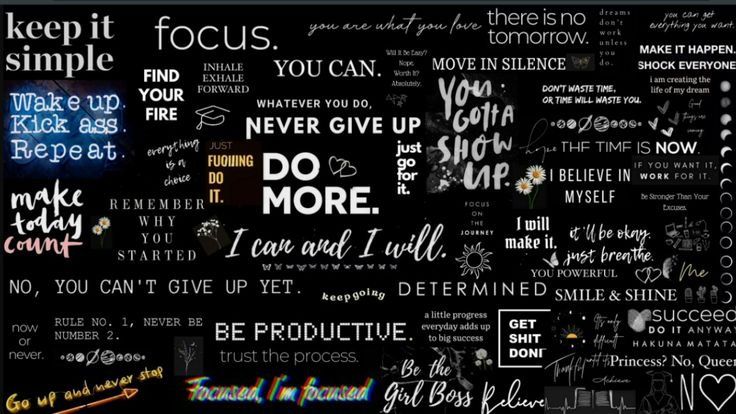 keep it
simple
focus.
you are what you love
there is no
tomorrow.
dreams
don't
work
unless
you
do.
you can get
everything you want.
MAKE IT HAPPEN.
SHOCK EVERYONE
FIND
YOUR
FIRE
INHALE
EXHALE
FORWARD
YOU CAN.
Will It Be Easy?
Nope.
Worth It?
Absolutely.
MOVE IN SILENCE
i am creating the
life of my dream
Wake up.
Kick ass.
Repeat.
WHATEVER YOU DO,
NEVER GIVE UP
YOU
GOTTA
SHOW
UP.
DON'T WASTE TIME,
OR TIME WILL WASTE YOU.
Good
things are
coming
everything
is a
choice
JUST
DO
IT.
DO
MORE.
just
go
for
it.
hope
THE TIME IS NOW.
IF YOU WANT IT,
WORK FOR IT.
I BELIEVE IN
MYSELF
Be Stronger Than Your
Excuses.
make
today
count
REMEMBER
WHY
YOU
STARTED
I can and I will.
FOCUS
ON
THE
JOURNEY
I will
make it.
it'll be okay.
just breathe.
YOU POWERFUL
Me
NO, YOU CAN'T GIVE UP YET.
keep going
DETERMINED
SMILE & SHINE
now
or
never.
RULE NO. 1, NEVER BE
NUMBER 2.
BE PRODUCTIVE.
trust the process.
a little progress
everyday adds up
to big success
GET
SHIT
DON
It's only
difficult
succeed
DO IT ANYWAY
HAKUNA MATATA
Thankful
Princess? No, Queen
Go up and never stop
Focused, I'm focused
Be the
Girl Boss
Believe
Achieve
N